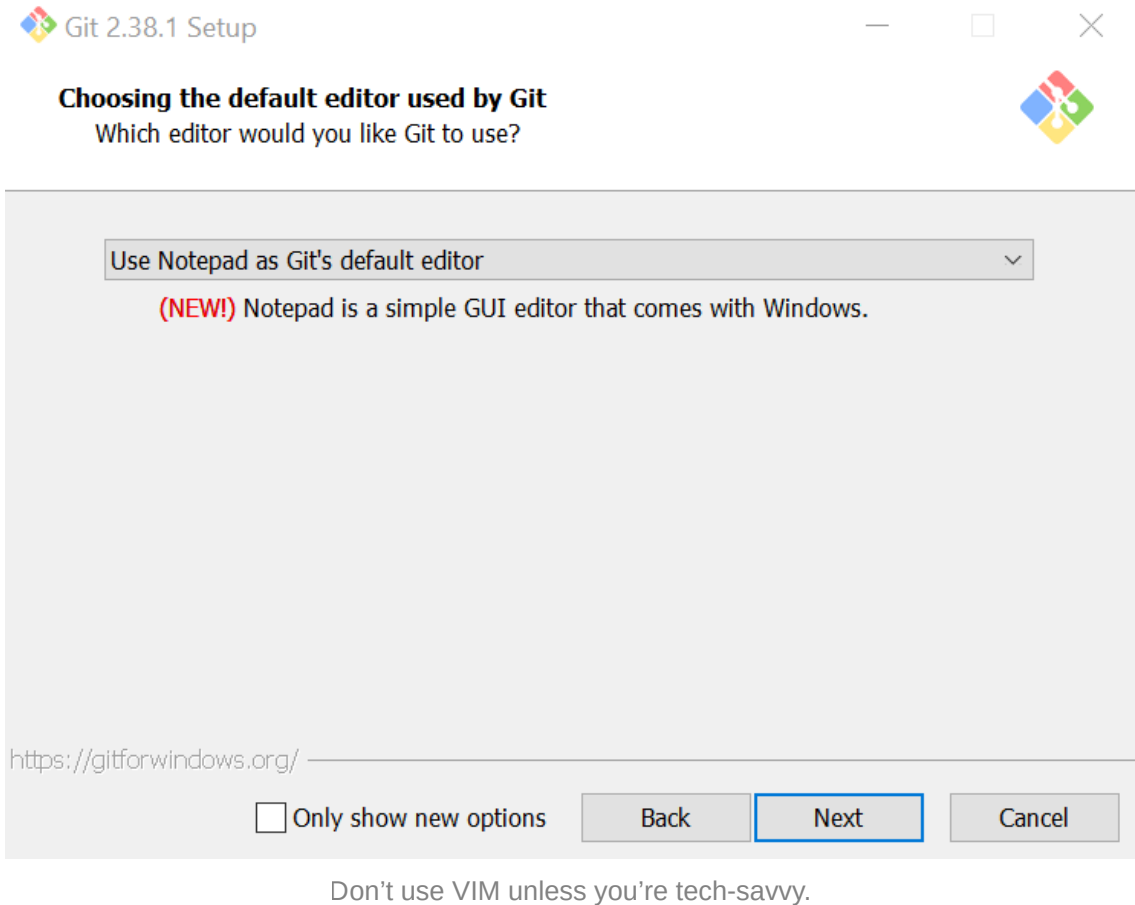 Git 2.38.1 Setup
Choosing the default editor used by Git
Which editor would you like Git to use?
Use Notepad as Git's default editor
(NEW!) Notepad is a simple GUI editor that comes with Windows.
https://gitforwindows.org/
Only show new options
Back
Next
Cancel
Don’t use VIM unless you’re tech-savvy.